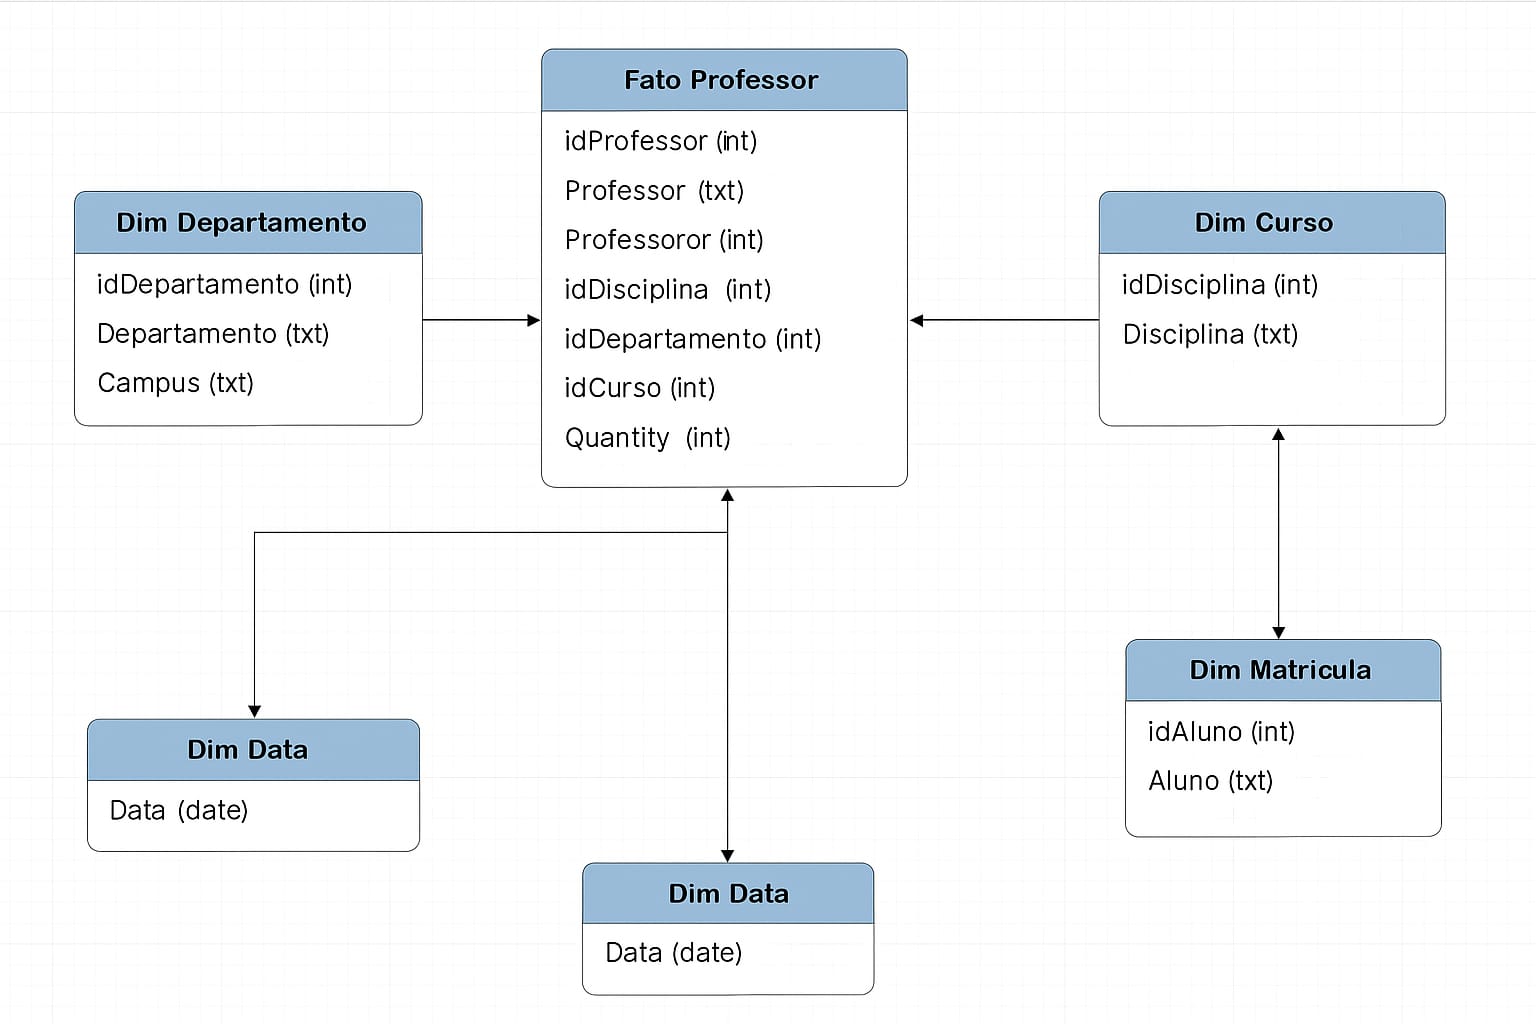 Fato Professor
idProfessor (int)
Professor (txt)
Professoror (int)
idDisciplina (int)
idDepartamento (int)
idCurso (int)
Quantity (int)
Dim Departamento
idDepartamento (int)
Departamento (txt)
Campus (txt)
Dim Curso
idDisciplina (int)
Disciplina (txt)
Dim Data
Data (date)
Dim Data
Data (date)
Dim Matricula
idAluno (int)
Aluno (txt)